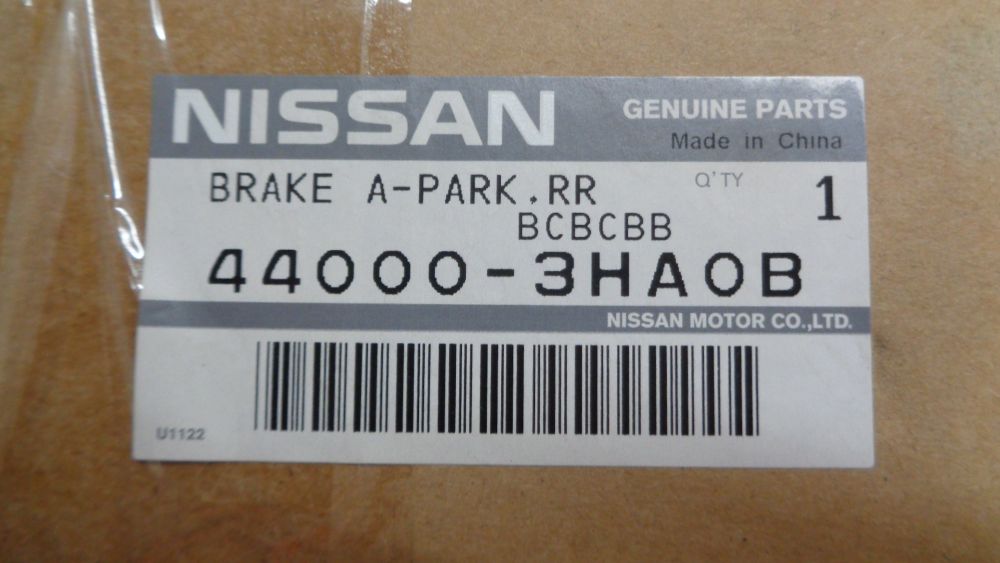 NISSAN
GENUINE PARTS
Made in China
BRAKE A-PARK.RR
Q'TY 1
BCBCBB
44000-3HA0B
NISSAN MOTOR CO.,LTD.
U1122